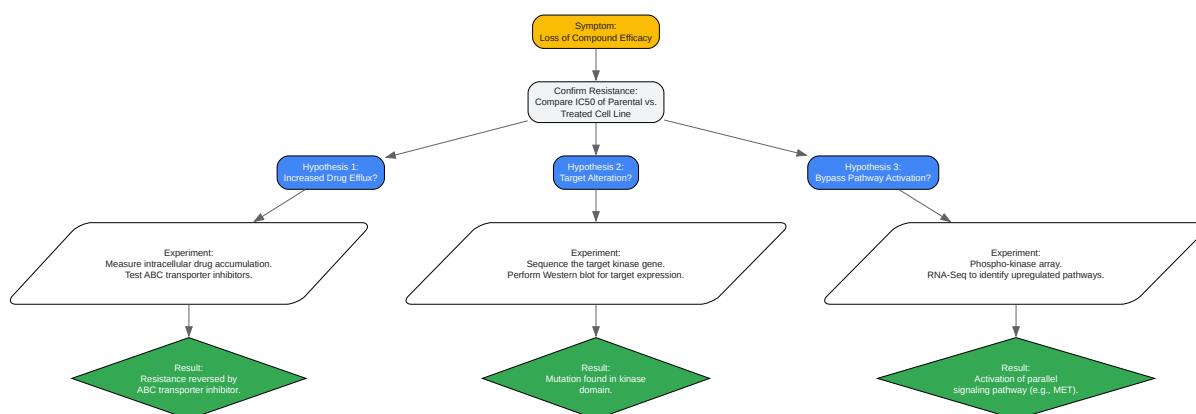 Symptom:
Loss of Compound Efficacy
Confirm Resistance:
Compare IC50 of Parental vs.
Treated Cell Line
Hypothesis 1:
Increased Drug Efflux?
Hypothesis 2:
Target Alteration?
Hypothesis 3:
Bypass Pathway Activation?
Experiment:
Measure intracellular drug accumulation.
Test ABC transporter inhibitors.
Experiment:
Sequence the target kinase gene.
Perform Western blot for target expression.
Experiment:
Phospho-kinase array.
RNA-Seq to identify upregulated pathways.
Result:
Resistance reversed by
ABC transporter inhibitor.
Result:
Mutation found in kinase
domain.
Result:
Activation of parallel
signaling pathway (e.g., MET).